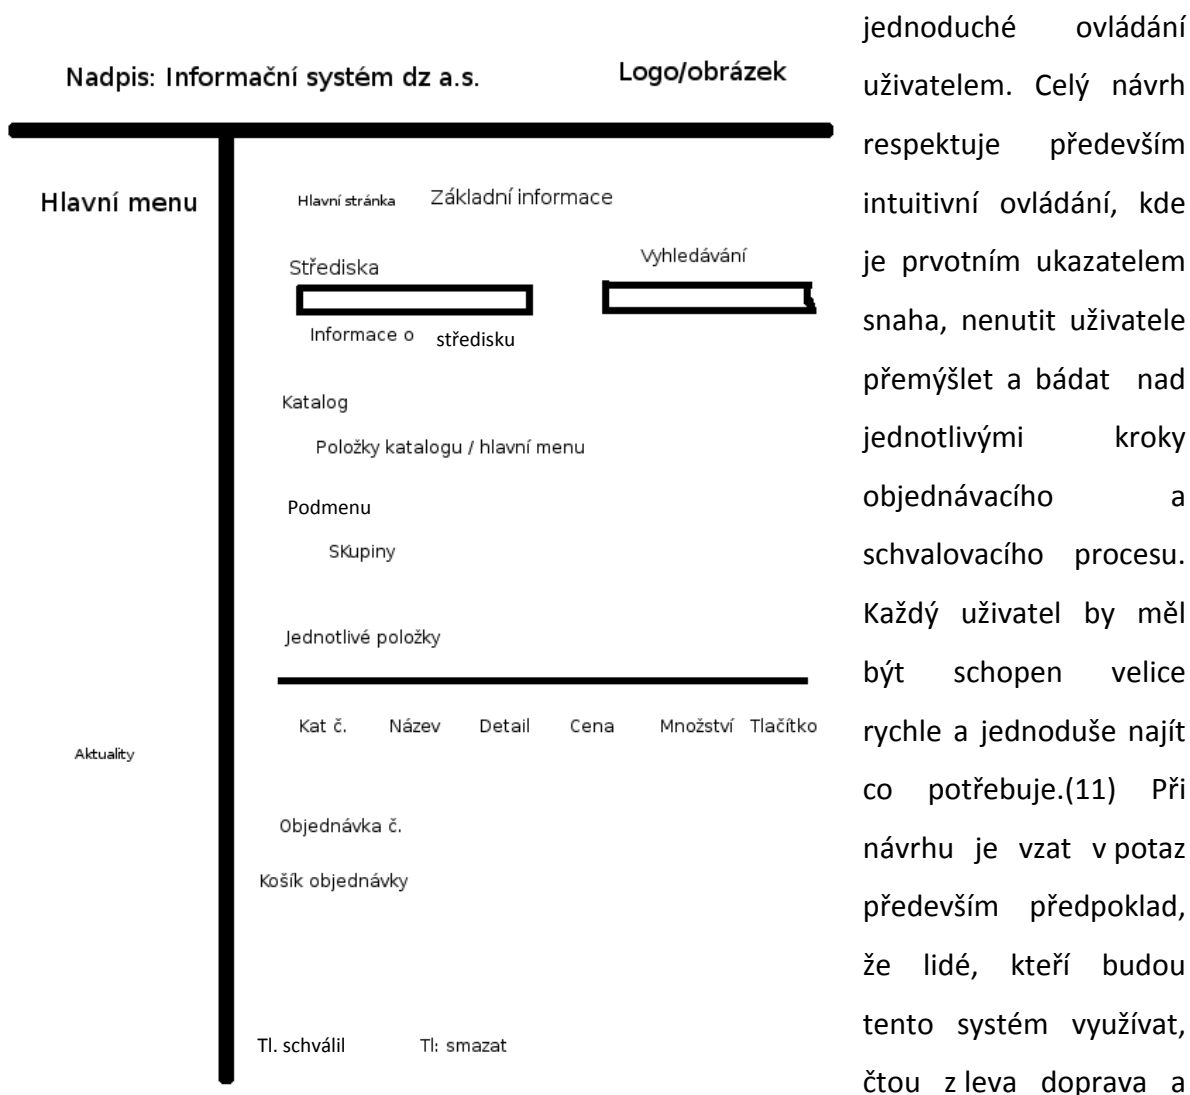 Nadpis: Informační systém dz a.s.
Logo/obrázek
Hlavní menu
Hlavní stránka
Základní informace
Střediska
Vyhledávání
Informace o
středisku
Katalog
Položky katalogu / hlavní menu
Podmenu
SKupiny
Jednotlivé položky
Kat č. Název Detail Cena Množství Tlačítko
Aktuality
Objednávka č.
Košík objednávky
Tl. schválil
Tl: smazat
jednoduché ovládání
uživatelem. Celý návrh
respektuje především
intuitivní ovládání, kde
je prvotním ukazatelem
snaha, nenutit uživatele
přemýšlet a bádat nad
jednotlivými kroky
objednávacího a
schvalovacího procesu.
Každý uživatel by měl
být schopen velice
rychle a jednoduše najít
co potřebuje.(11) Při
návrhu je vzat v potaz
především předpoklad,
že lidé, kteří budou
tento systém využívat,
čtou z leva doprava a